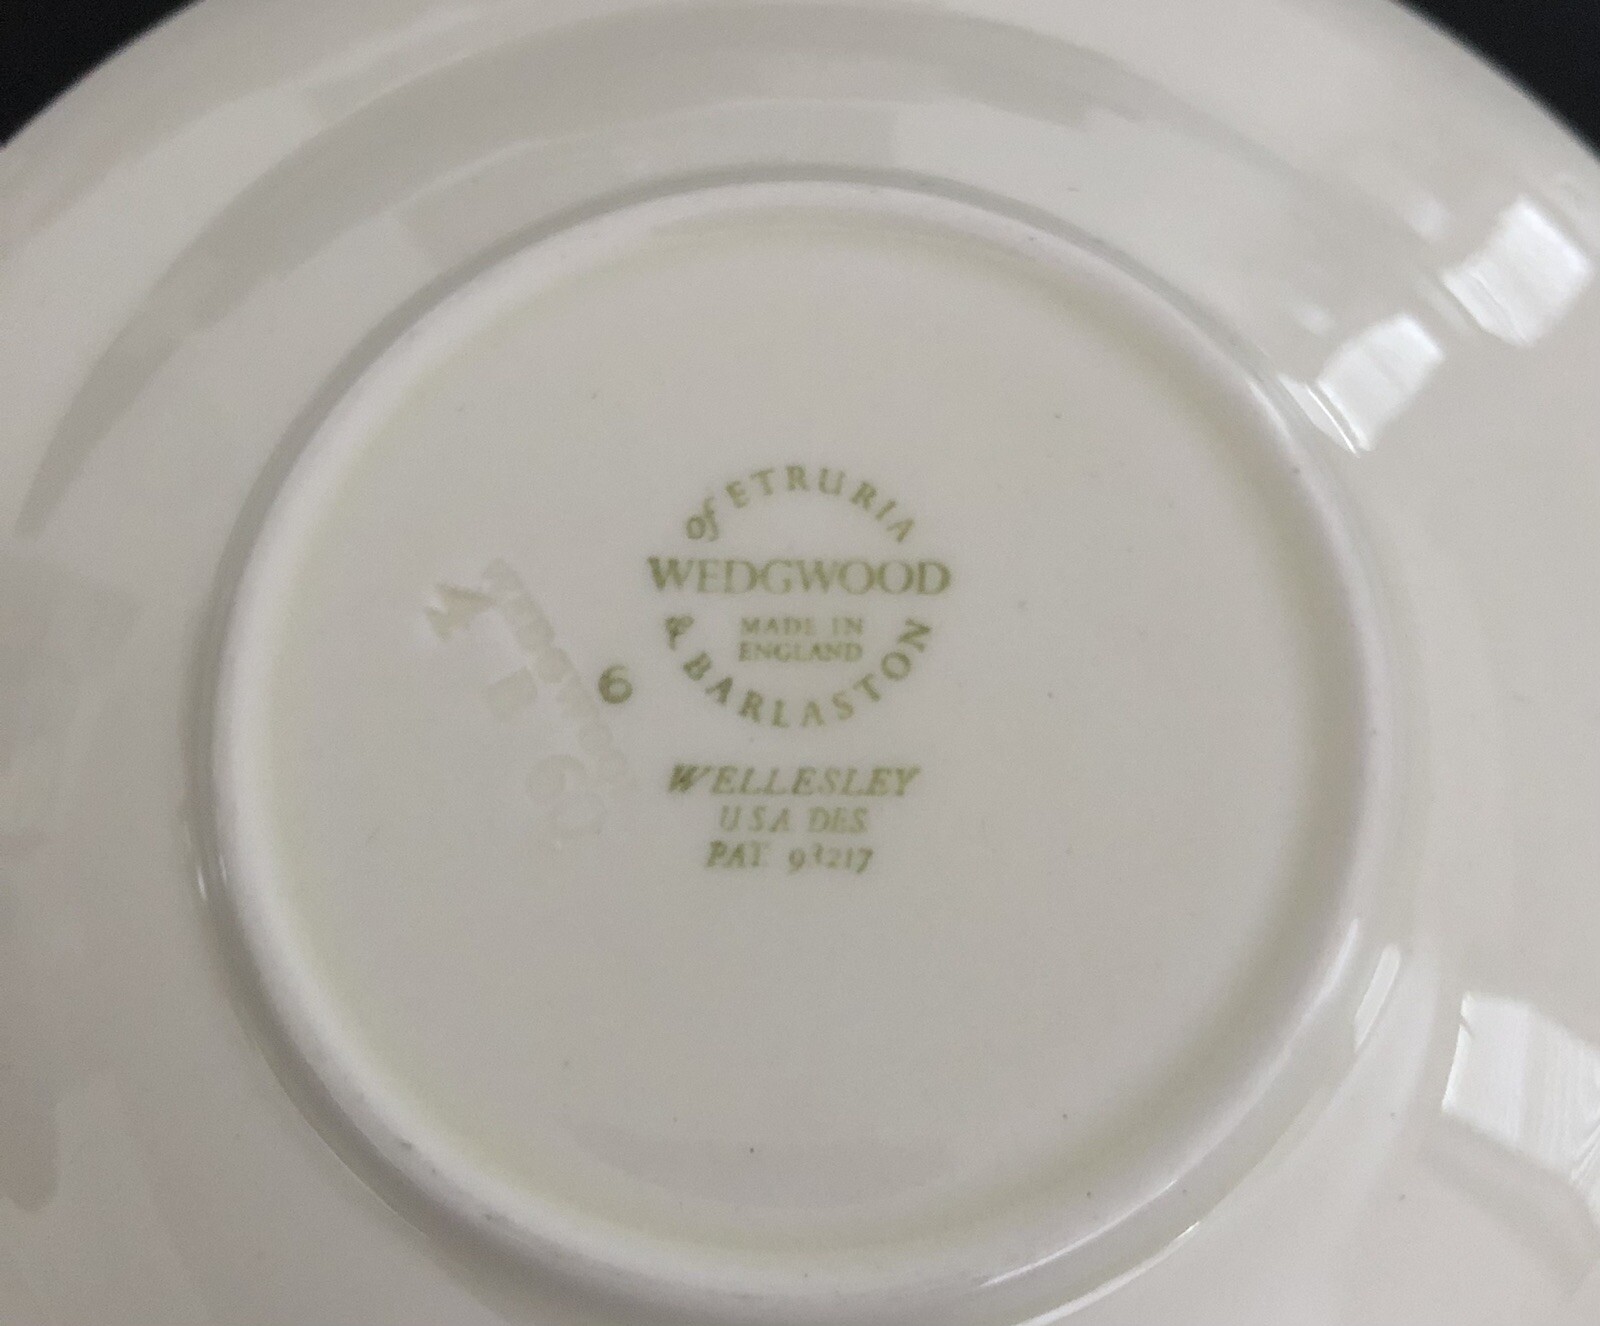 of ETRURIA
WEDGWOOD
MADE IN
ENGLAND
& BARLASTON
6
WELLESLEY
USA DES.
PAT. 93217